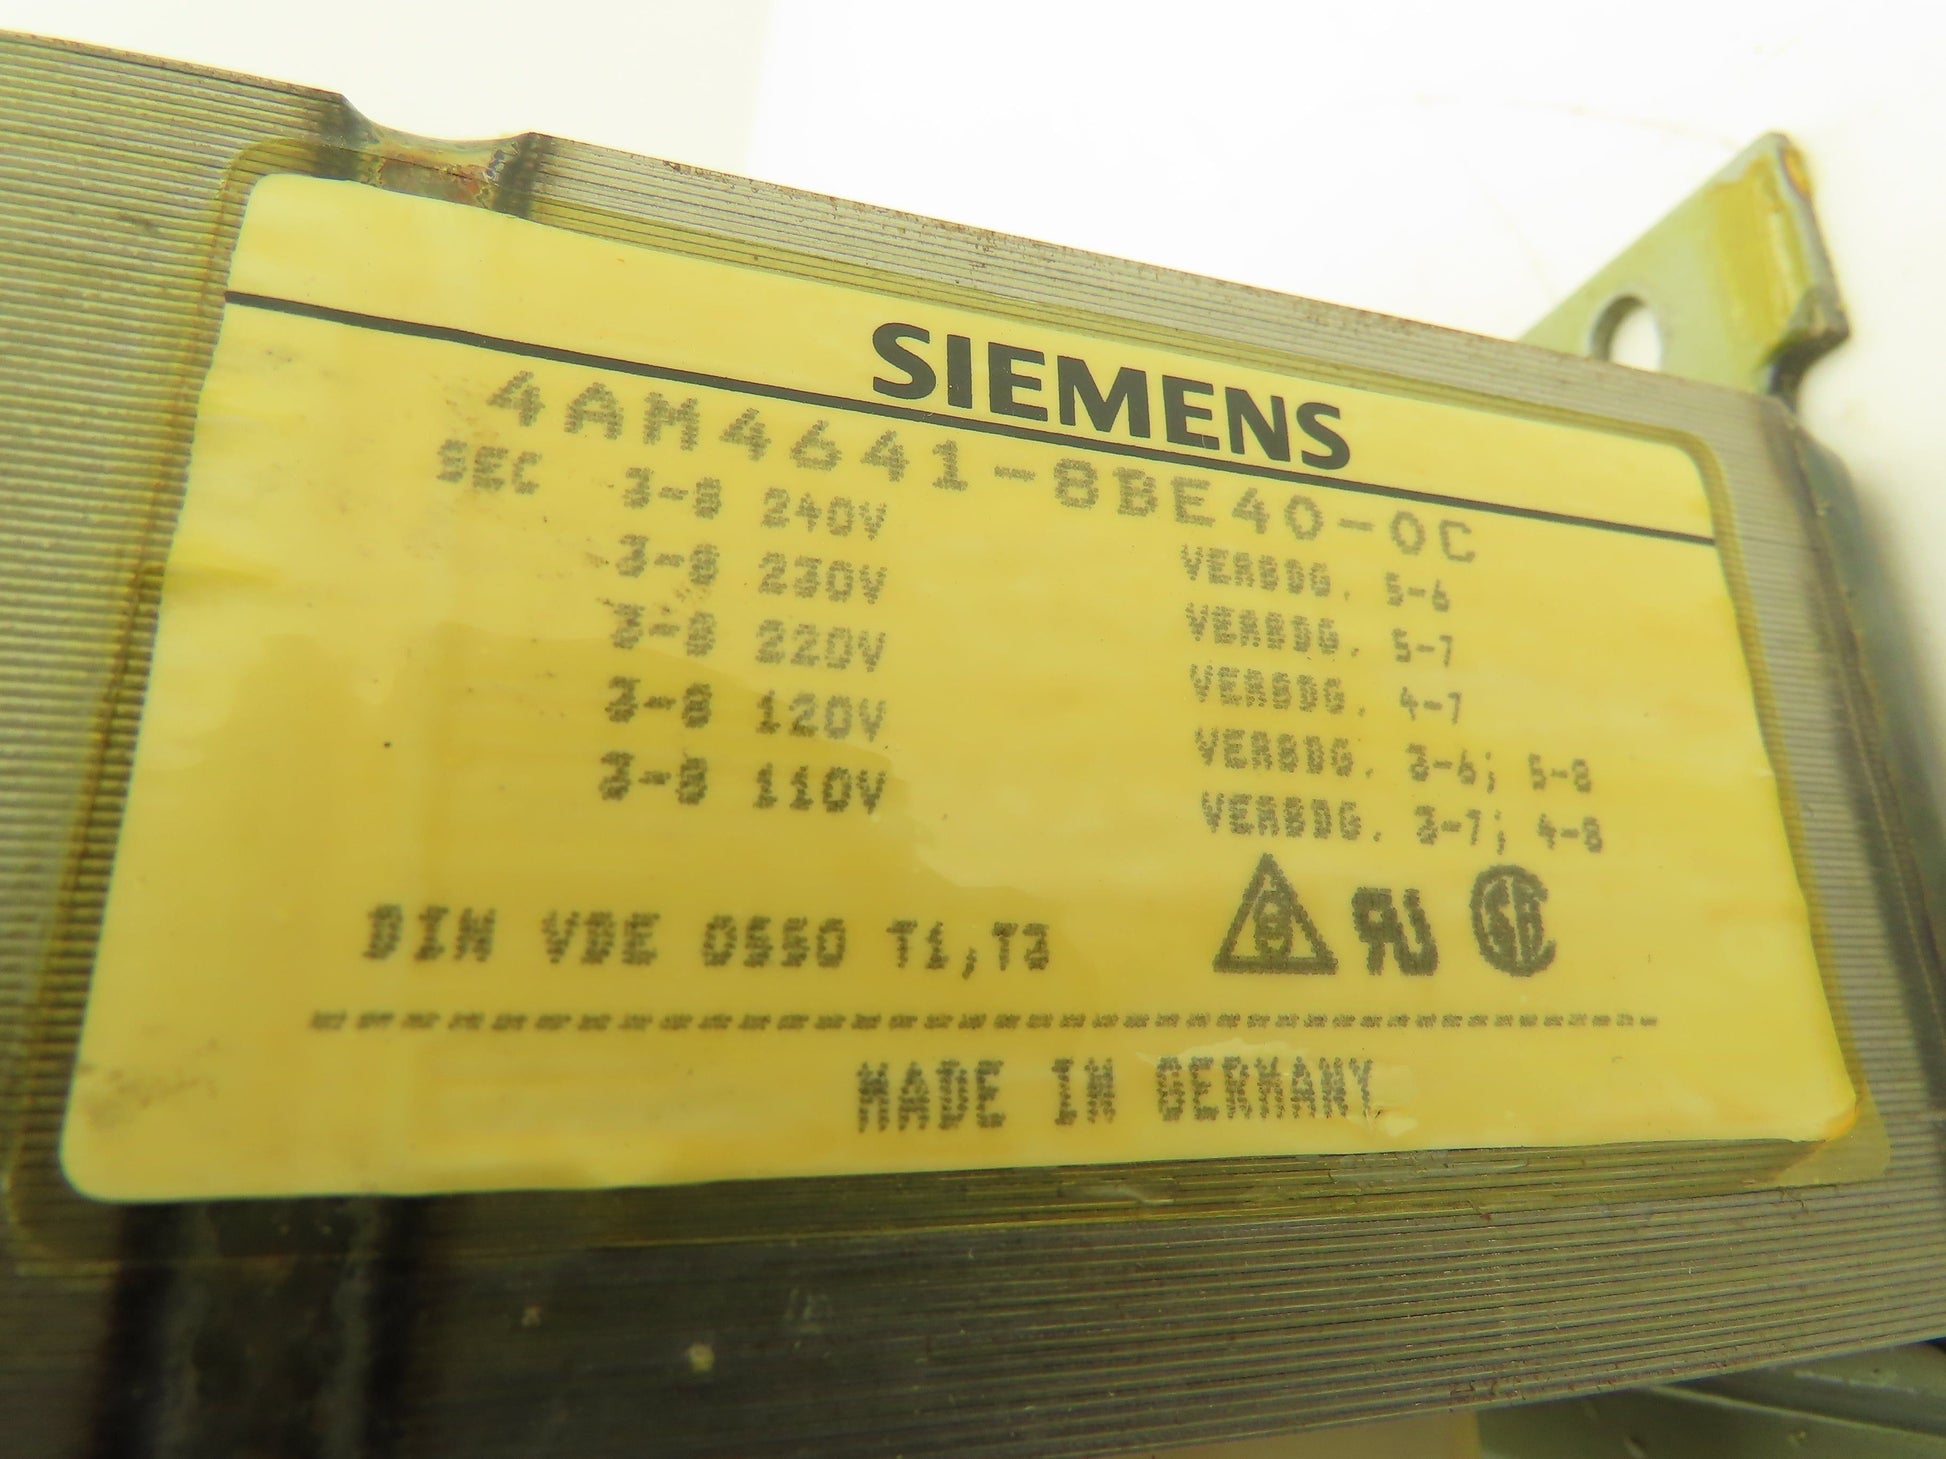 SIEMENS
4AM4641-8BE40-0C
SEC 3-8 240V VERBDG. 5-6
3-8 230V VERBDG. 5-7
3-8 220V VERBDG. 4-7
3-8 120V VERBDG. 3-6; 5-8
3-8 110V VERBDG. 3-7; 4-8
DIN VDE 0550 T1,T3
MADE IN GERMANY